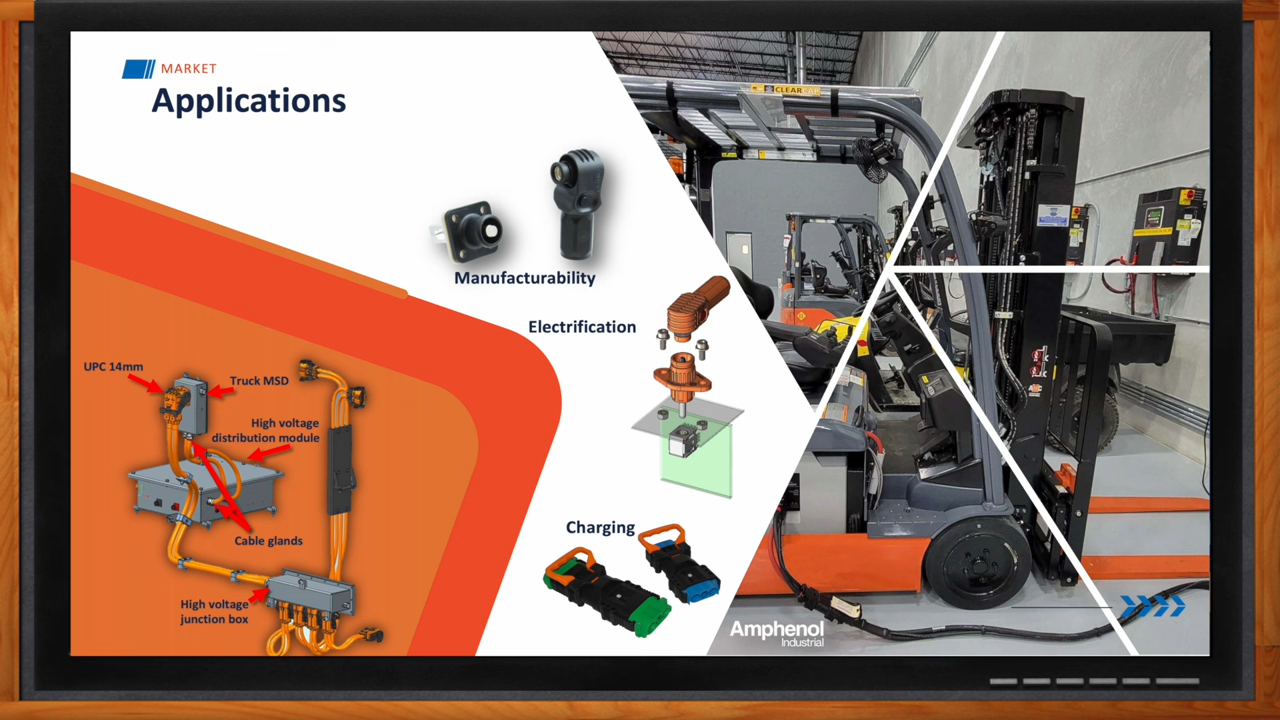 MARKET
Applications
Manufacturability
Electrification
UPC 14mm
Truck MSD
High voltage
distribution module
Cable glands
High voltage
junction box
Charging
Amphenol
Industrial